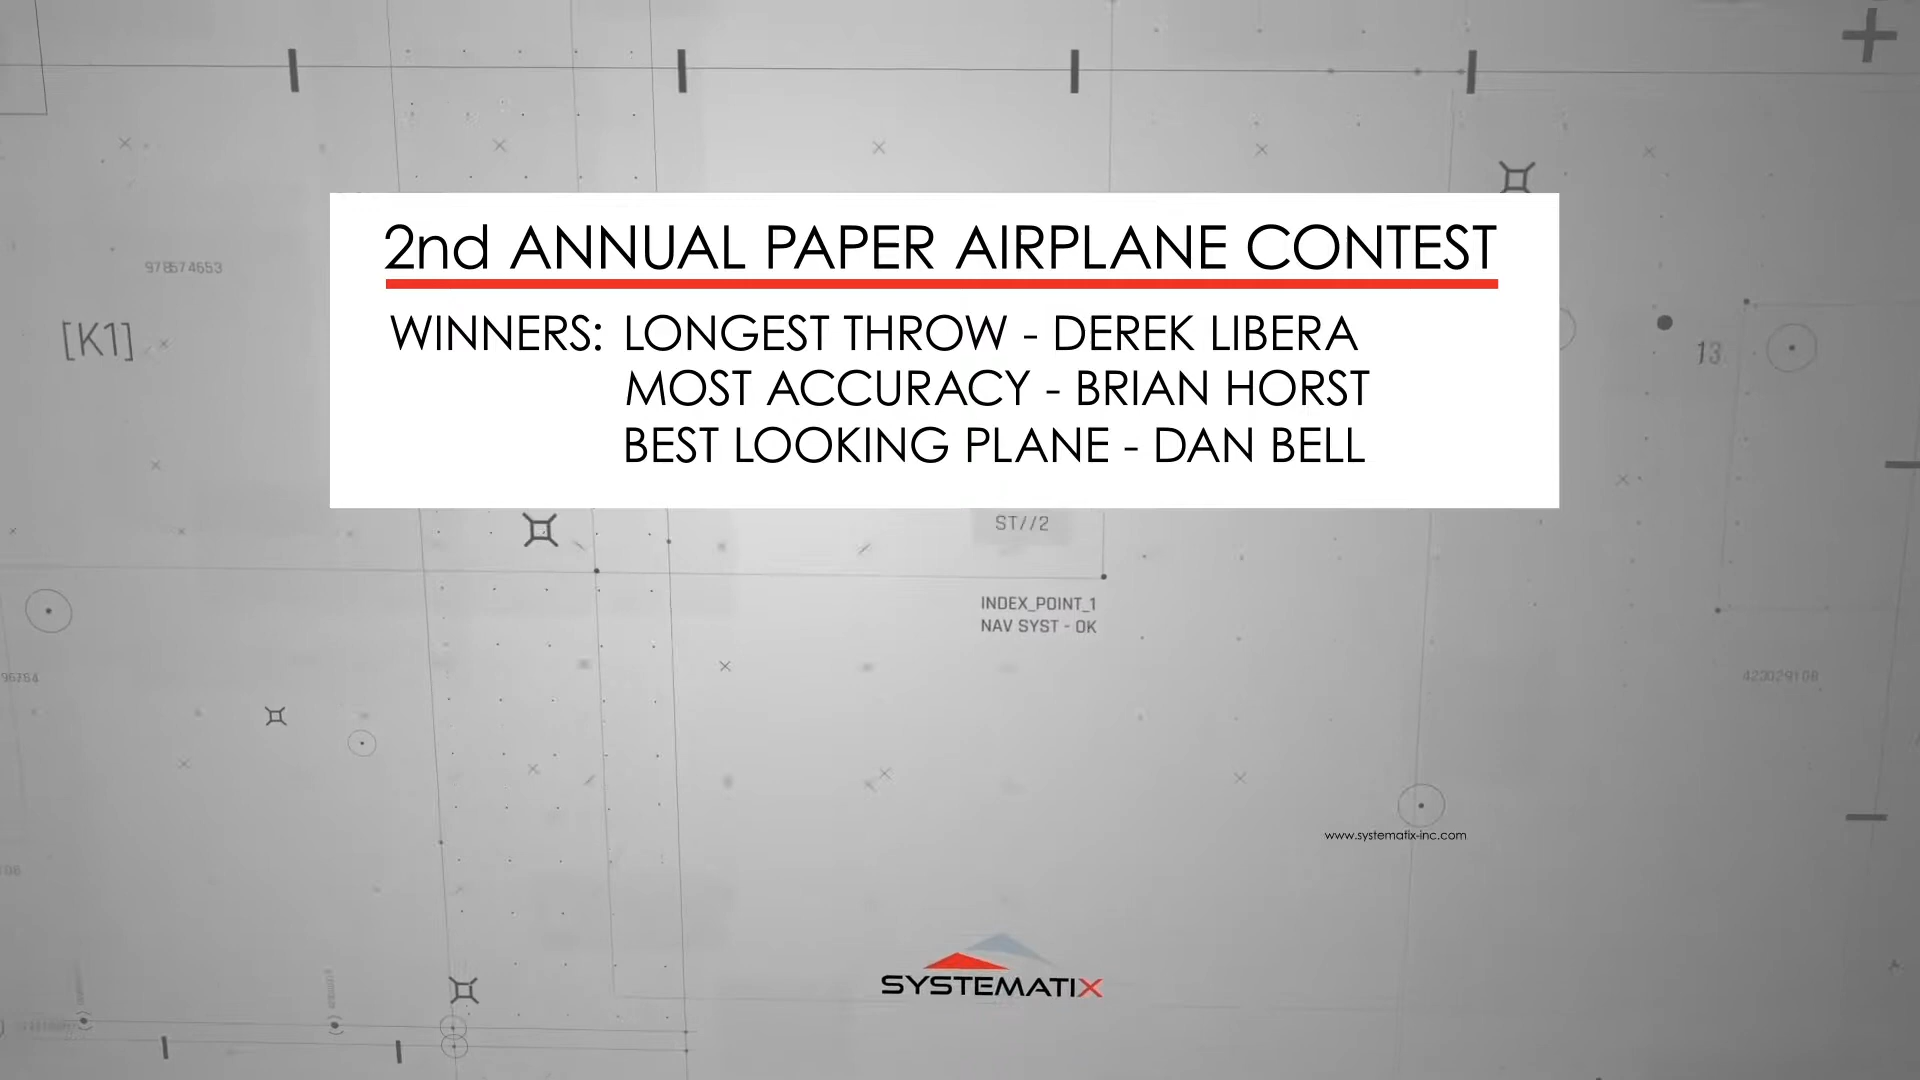 2nd ANNUAL PAPER AIRPLANE CONTEST
WINNERS: LONGEST THROW - DEREK LIBERA
MOST ACCURACY - BRIAN HORST
BEST LOOKING PLANE - DAN BELL
[K1]
13
ST//2
INDEX_POINT_1
NAV SYST - OK
423029108
www.systematix-inc.com
SYSTEMATIX